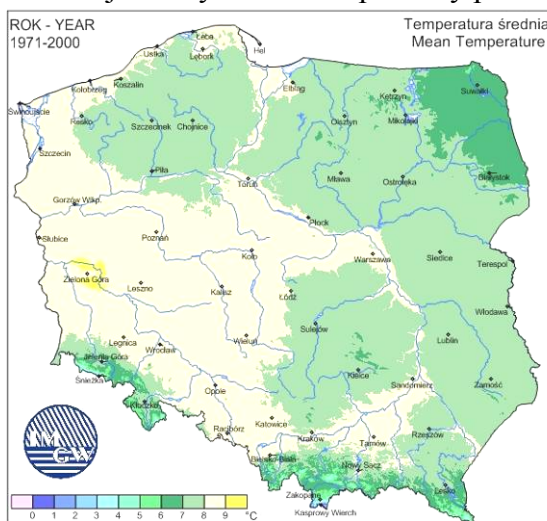 ROK - YEAR
1971-2000
Temperatura średnia
Mean Temperature
Łeba
Hel
Ustka
Lębork
Koszalin
Kołobrzeg
Elbląg
Kętrzyn
Suwałki
Świnoujście
Resko
Szczecinek
Chojnice
Olsztyn
Mikołajki
Szczecin
Piła
Toruń
Mława
Ostrołęka
Białystok
Gorzów Wlkp.
Płock
Słubice
Poznań
Koło
Warszawa
Siedlce
Terespol
Zielona Góra
Leszno
Kalisz
Łódź
Sulejów
Włodawa
Legnica
Wrocław
Wieluń
Lublin
Jelenia Góra
Śnieżka
Kielce
Sandomierz
Zamość
Kłodzko
Opole
Racibórz
Katowice
Kraków
Tarnów
Rzeszów
Bielsko Biała
Nowy Sącz
Lesko
Zakopane
Kasprowy Wierch
IMGW
0 1 2 3 4 5 6 7 8 9 °C